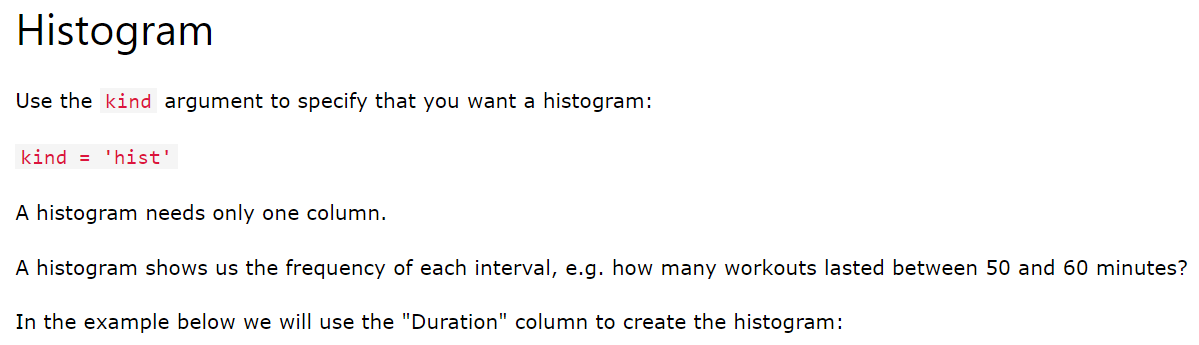 Histogram
Use the kind argument to specify that you want a histogram:
kind = 'hist'
A histogram needs only one column.
A histogram shows us the frequency of each interval, e.g. how many workouts lasted between 50 and 60 minutes?
In the example below we will use the "Duration" column to create the histogram: